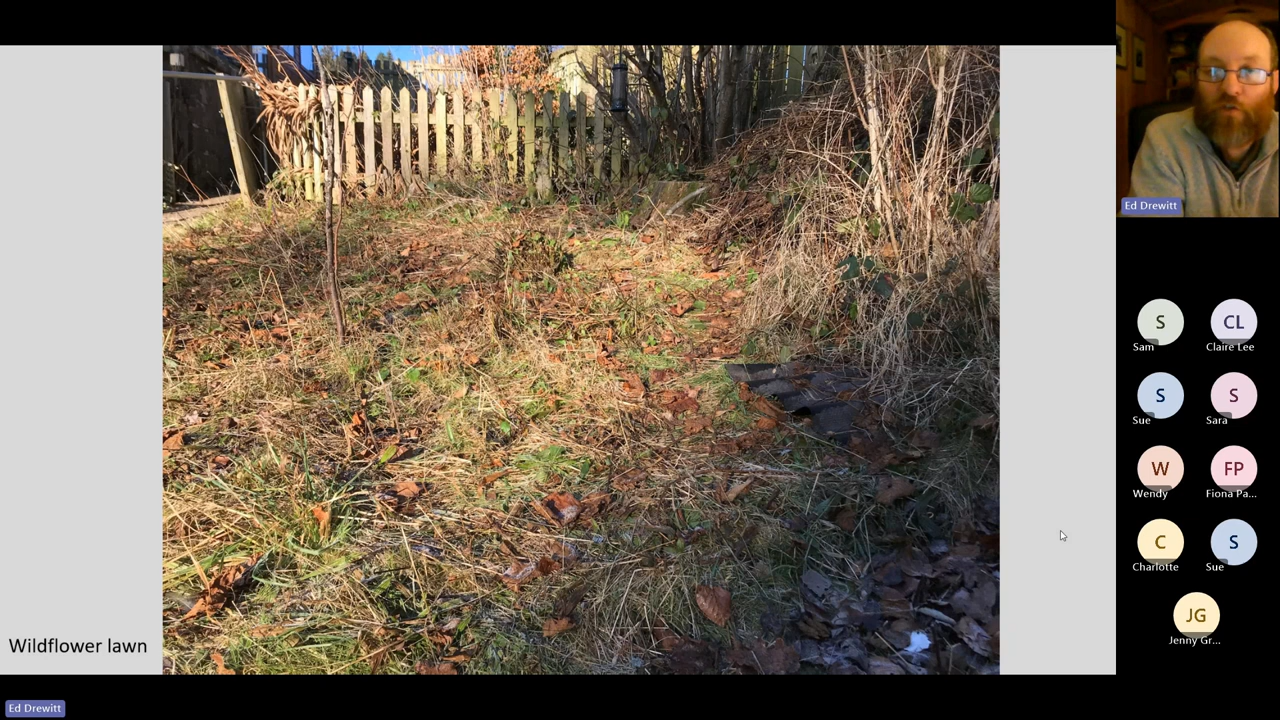 Wildflower lawn
Ed Drewitt
Ed Drewitt
S
Sam
CL
Claire Lee
S
Sue
S
Sara
W
Wendy
FP
Fiona Pa...
C
Charlotte
S
Sue
JG
Jenny Gr...